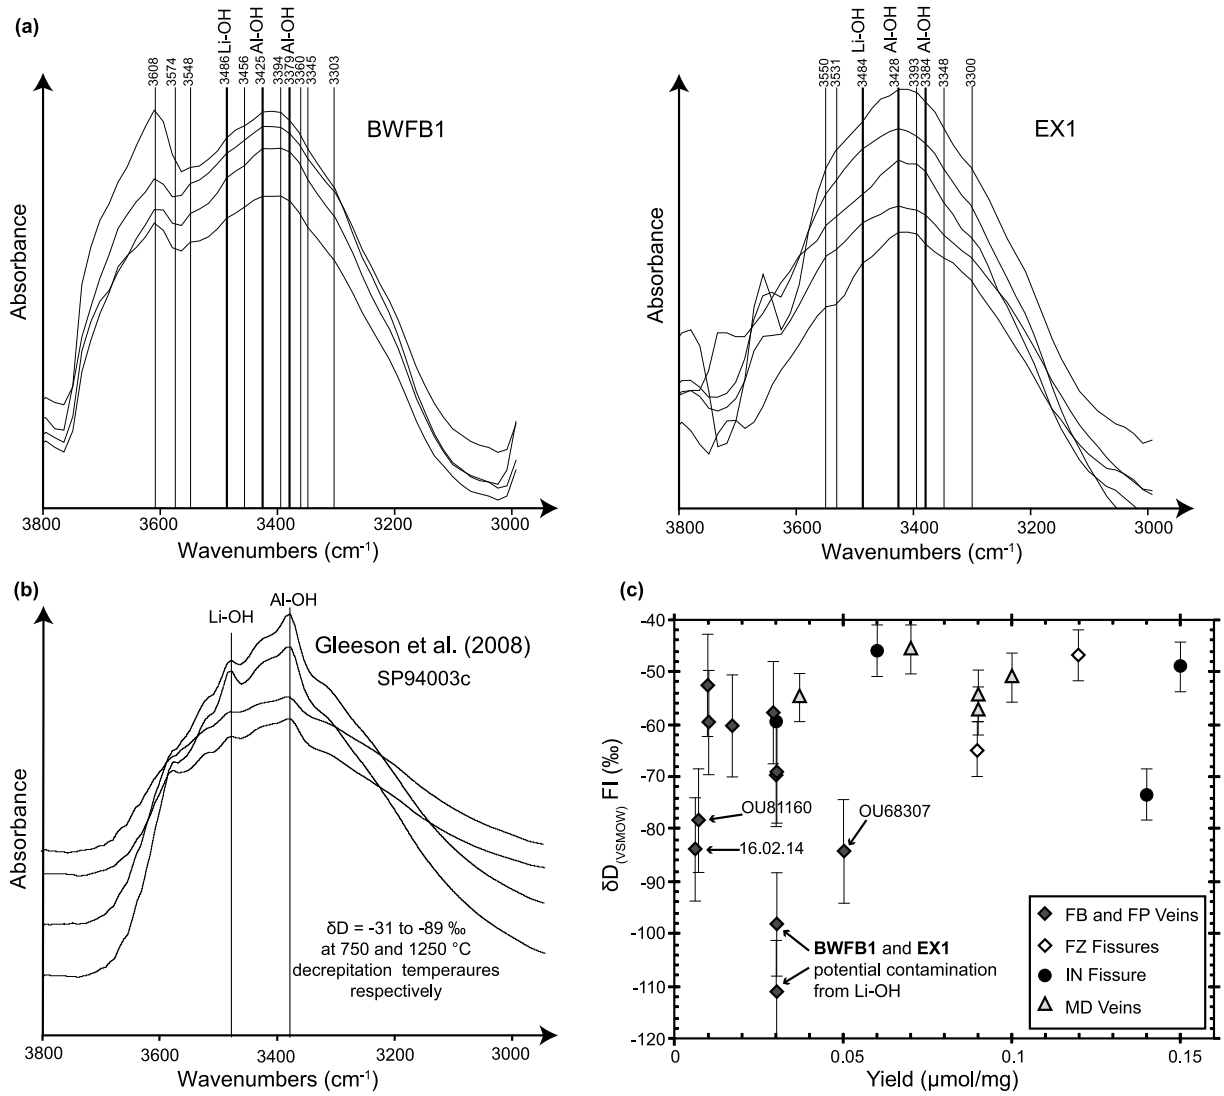 (a)
3608
3574
3548
3486 Li-OH
3456
3425 Al-OH
3394
3379 Al-OH
3360
3345
3303
BWFB1
Absorbance
3800 3600 3400 3200 3000
Wavenumbers (cm⁻¹)
3550
3531
3484 Li-OH
3428 Al-OH
3393
3384 Al-OH
3348
3300
EX1
Absorbance
3800 3600 3400 3200 3000
Wavenumbers (cm⁻¹)
(b)
Li-OH
Al-OH
Gleeson et al. (2008)
SP94003c
Absorbance
δD = -31 to -89 ‰
at 750 and 1250 °C
decrepitation temperaures
respectively
3800 3600 3400 3200 3000
Wavenumbers (cm⁻¹)
(c)
-40
-50
-60
-70
-80
-90
-100
-110
-120
δD(VSMOW) FI (‰)
OU81160
16.02.14
OU68307
BWFB1 and EX1
potential contamination
from Li-OH
FB and FP Veins
FZ Fissures
IN Fissure
MD Veins
0 0.05 0.1 0.15
Yield (μmol/mg)